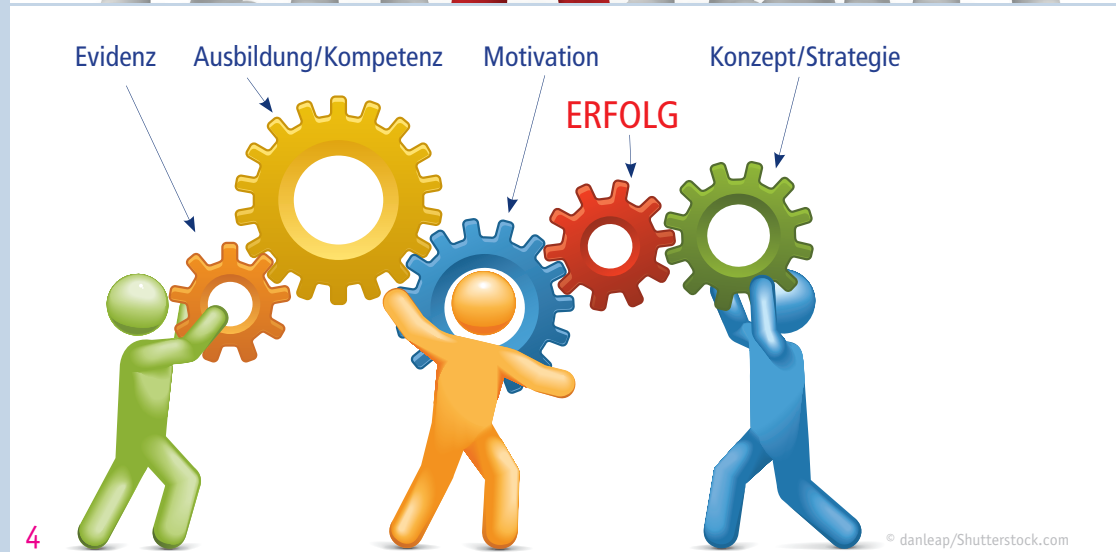 Evidenz Ausbildung/Kompetenz Motivation Konzept/Strategie
ERFOLG
4
© danleap/Shutterstock.com